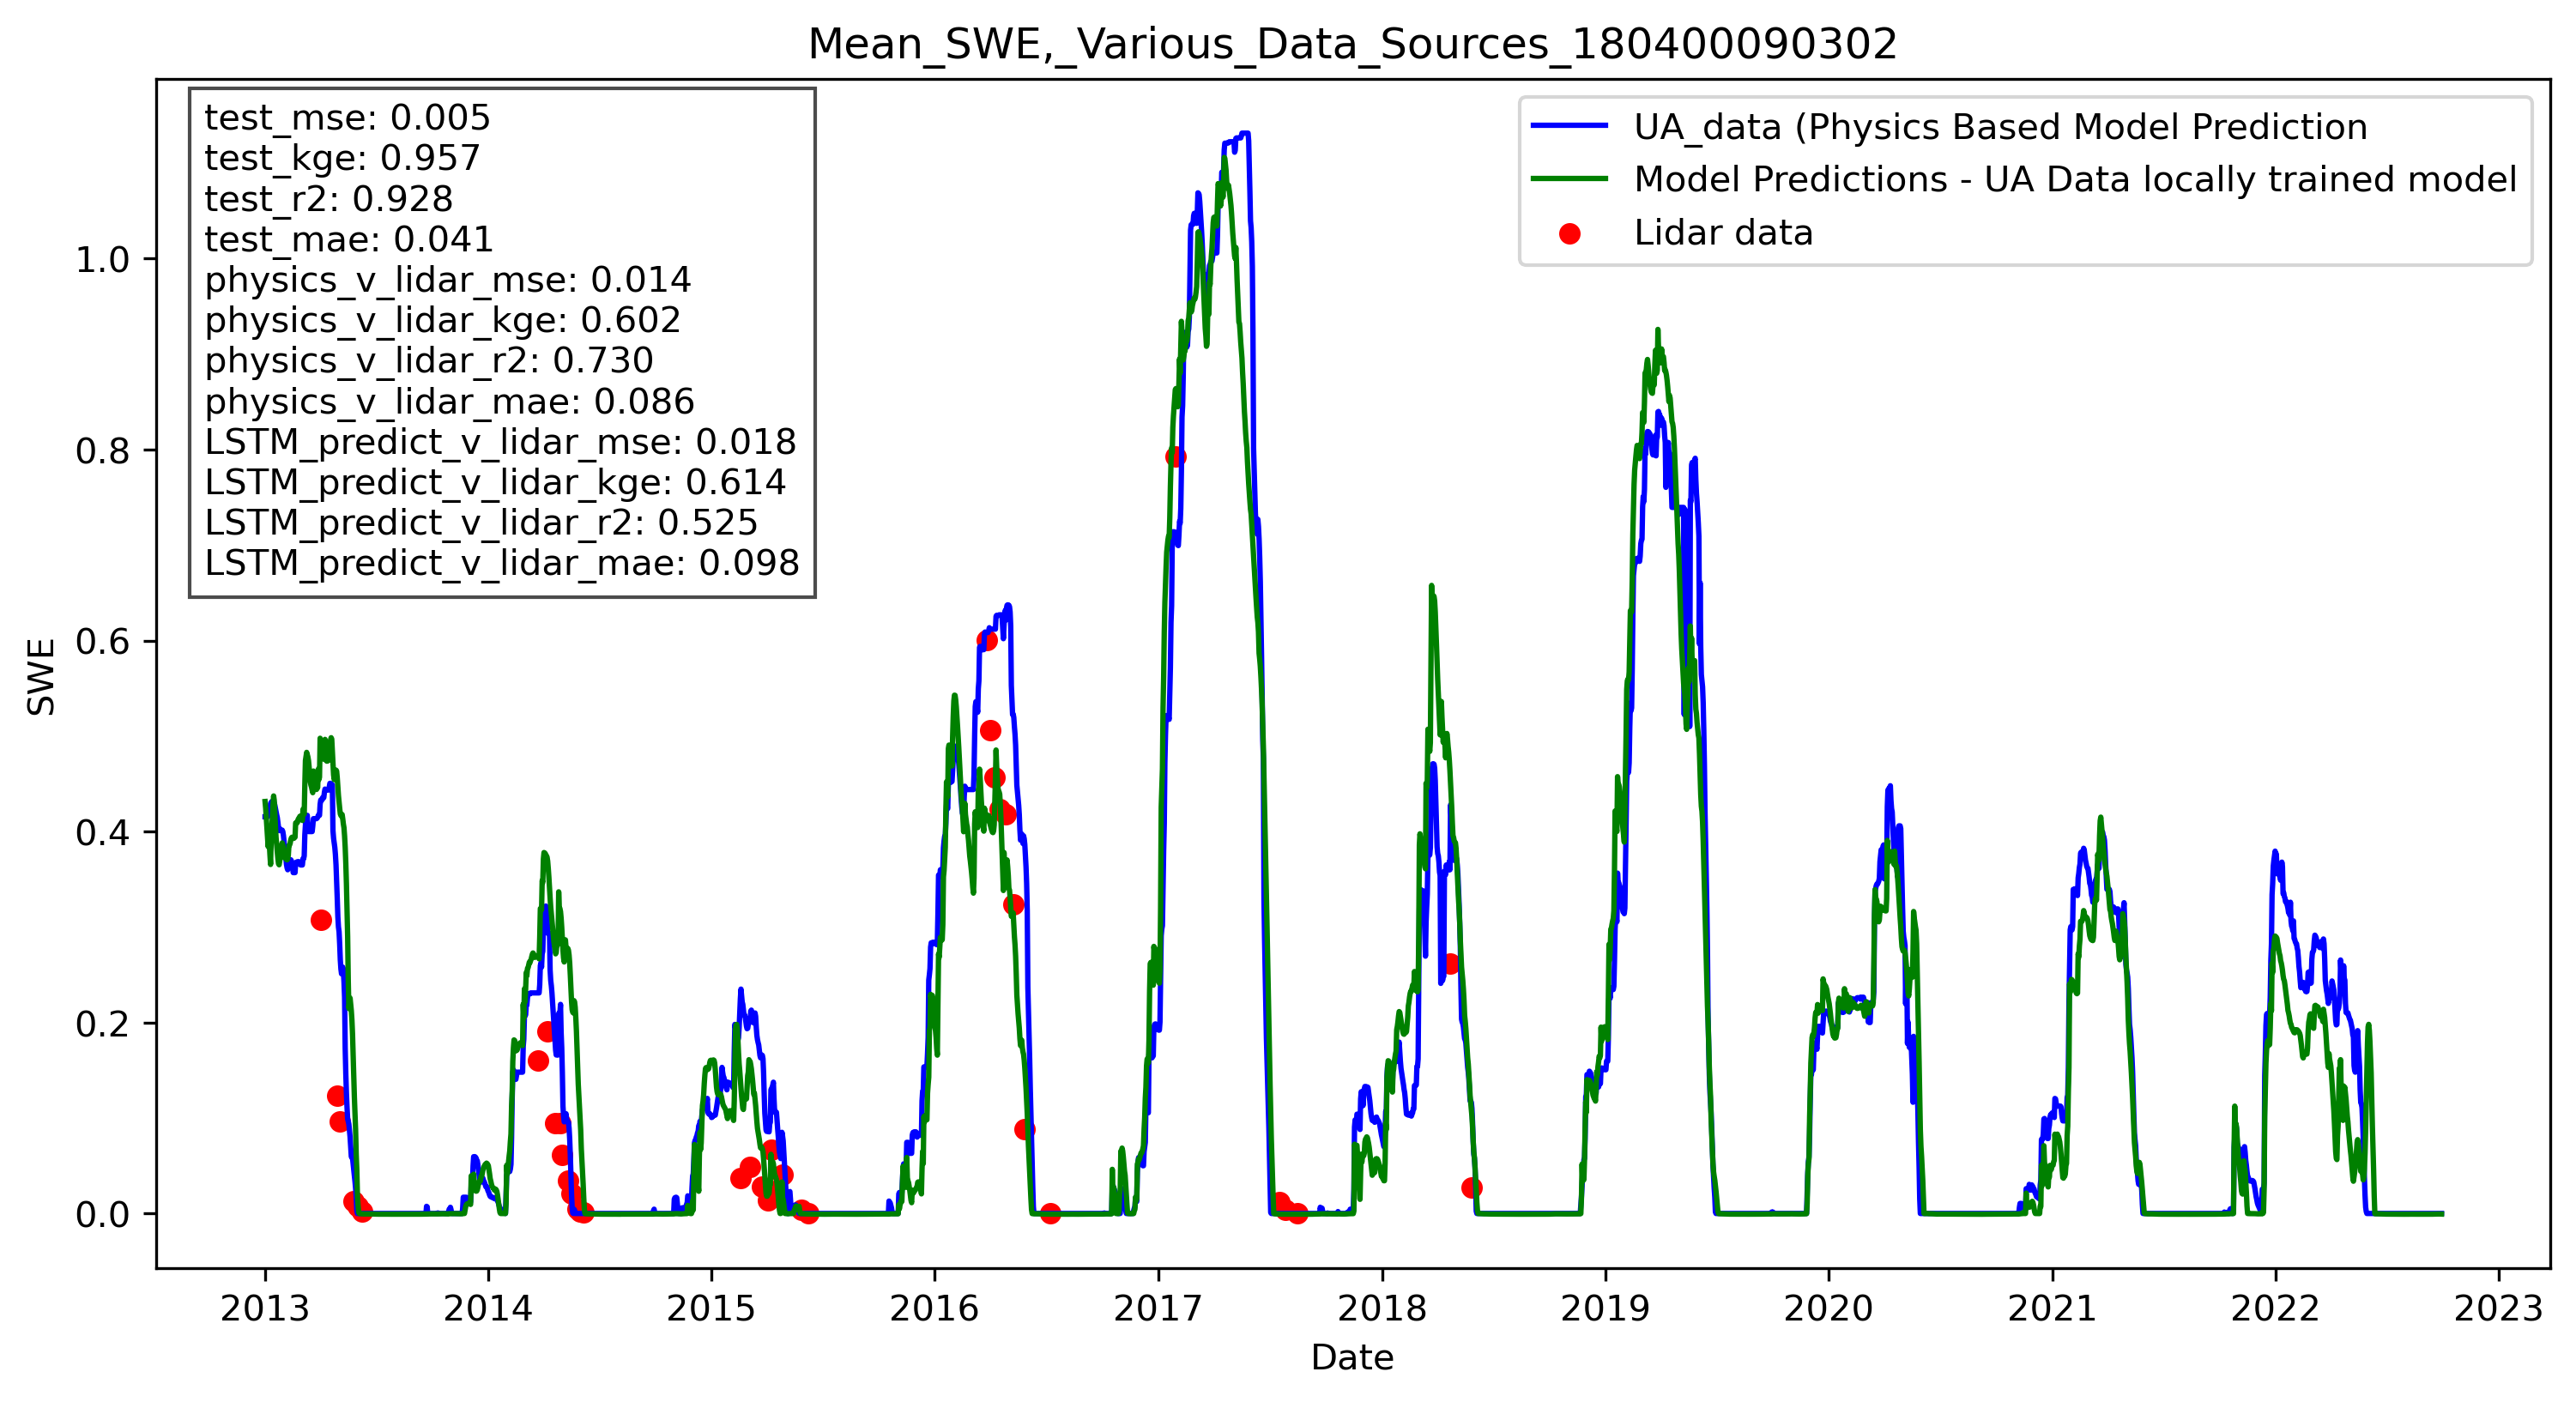 Mean_SWE,_Various_Data_Sources_180400090302
test_mse: 0.005
test_kge: 0.957
test_r2: 0.928
test_mae: 0.041
physics_v_lidar_mse: 0.014
physics_v_lidar_kge: 0.602
physics_v_lidar_r2: 0.730
physics_v_lidar_mae: 0.086
LSTM_predict_v_lidar_mse: 0.018
LSTM_predict_v_lidar_kge: 0.614
LSTM_predict_v_lidar_r2: 0.525
LSTM_predict_v_lidar_mae: 0.098
UA_data (Physics Based Model Prediction
Model Predictions - UA Data locally trained model
Lidar data
SWE
1.0
0.8
0.6
0.4
0.2
0.0
2013 2014 2015 2016 2017 2018 2019 2020 2021 2022 2023
Date